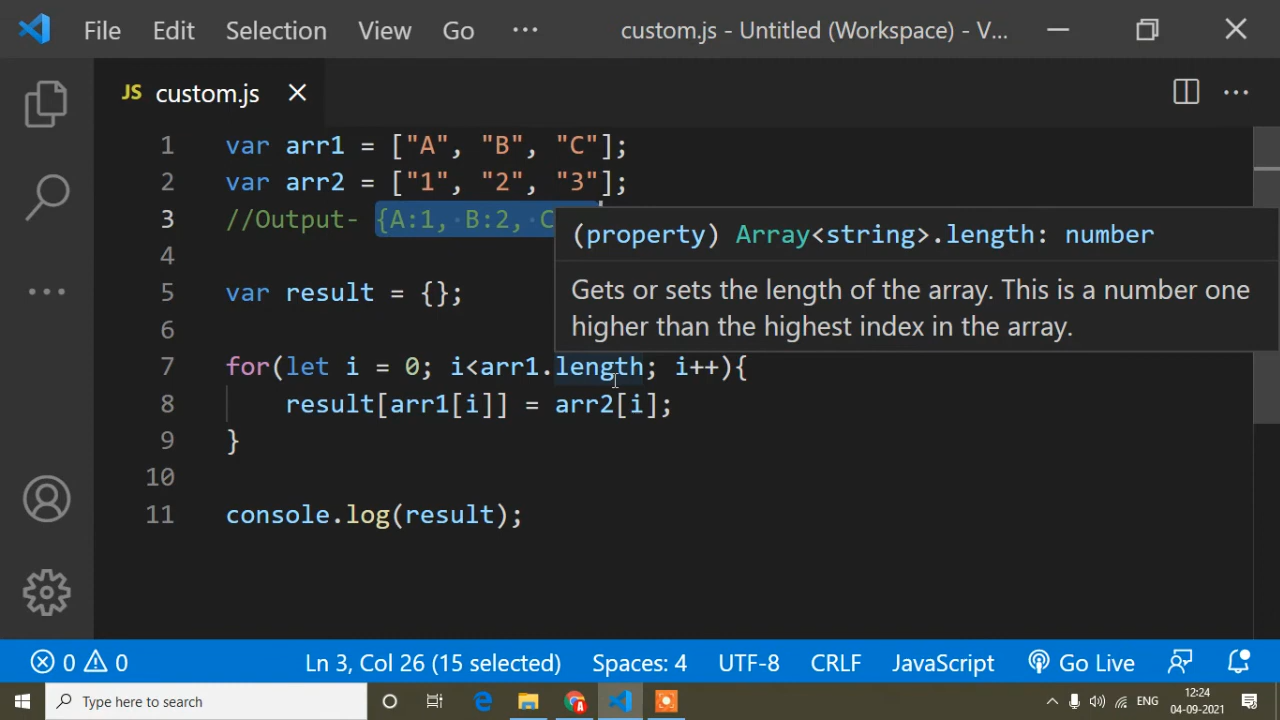 File Edit Selection View Go ··· custom.js - Untitled (Workspace) - V...
JS custom.js
1 var arr1 = ["A", "B", "C"];
2 var arr2 = ["1", "2", "3"];
3 //Output- {A:1, B:2, C
(property) Array<string>.length: number
4
Gets or sets the length of the array. This is a number one
higher than the highest index in the array.
5 var result = {};
6
7 for(let i = 0; i<arr1.length; i++){
8 result[arr1[i]] = arr2[i];
9 }
10
11 console.log(result);
0 0 Ln 3, Col 26 (15 selected) Spaces: 4 UTF-8 CRLF JavaScript Go Live
Type here to search ENG 12:24
04-09-2021